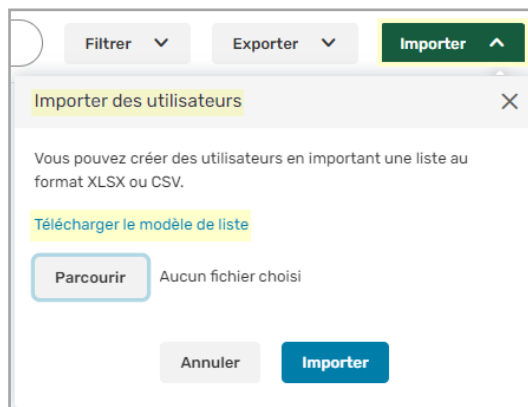 Filtrer Exporter Importer
Importer des utilisateurs
Vous pouvez créer des utilisateurs en important une liste au
format XLSX ou CSV.
Télécharger le modèle de liste
Parcourir Aucun fichier choisi
Annuler Importer